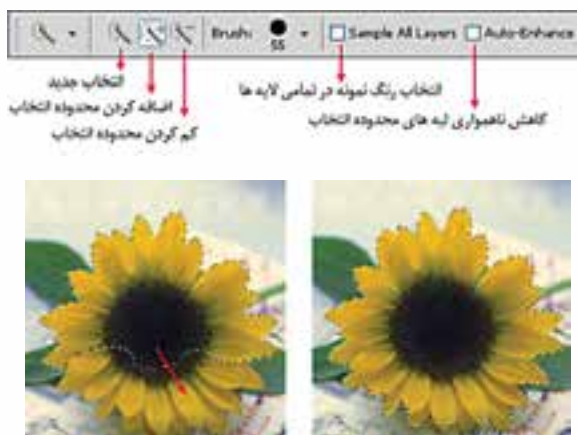 Brush: 55 Sample All Layers Auto-Enhance
انتخاب جدید
اضافه کردن محدوده انتخاب
کم کردن محدوده انتخاب
انتخاب رنگ نمونه در تمامی لایه ها
کاهش ناهمواری لبه های محدوده انتخاب